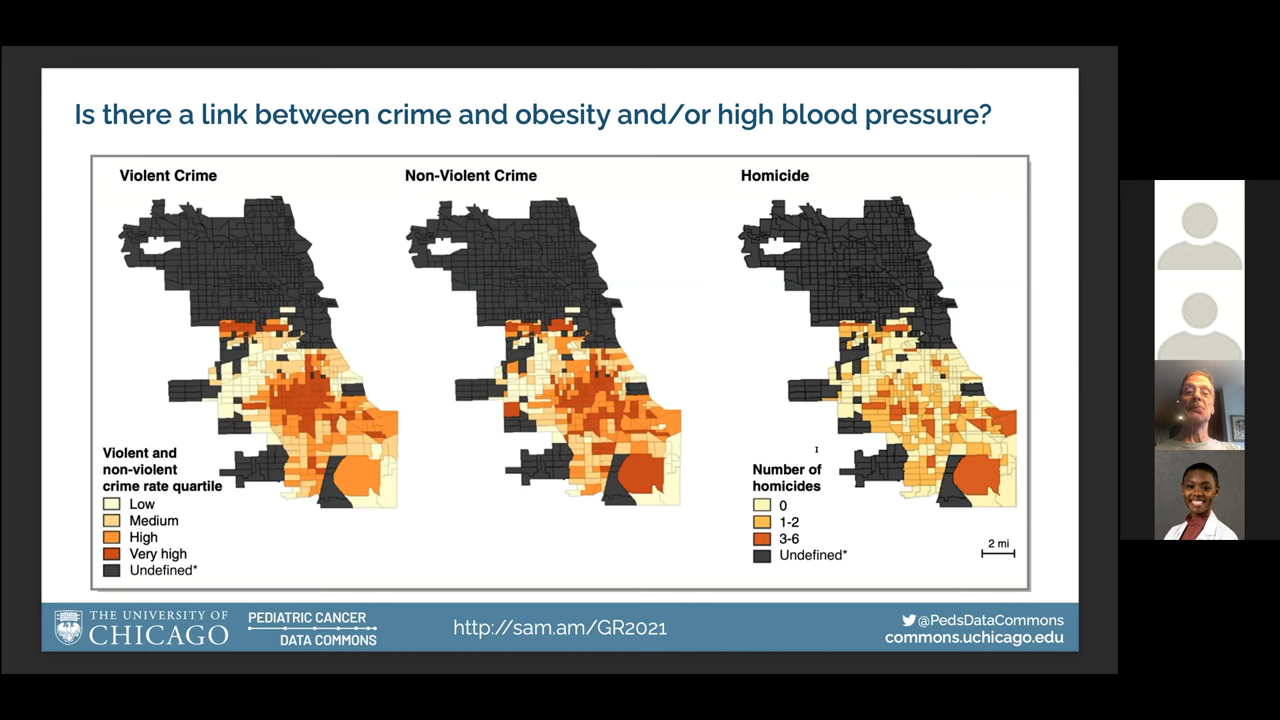 Is there a link between crime and obesity and/or high blood pressure?
Violent Crime
Non-Violent Crime
Homicide
Violent and
non-violent
crime rate quartile
Low
Medium
High
Very high
Undefined*
Number of
homicides
0
1-2
3-6
Undefined*
2 mi
THE UNIVERSITY OF
CHICAGO
PEDIATRIC CANCER
DATA COMMONS
http://sam.am/GR2021
@PedsDataCommons
commons.uchicago.edu